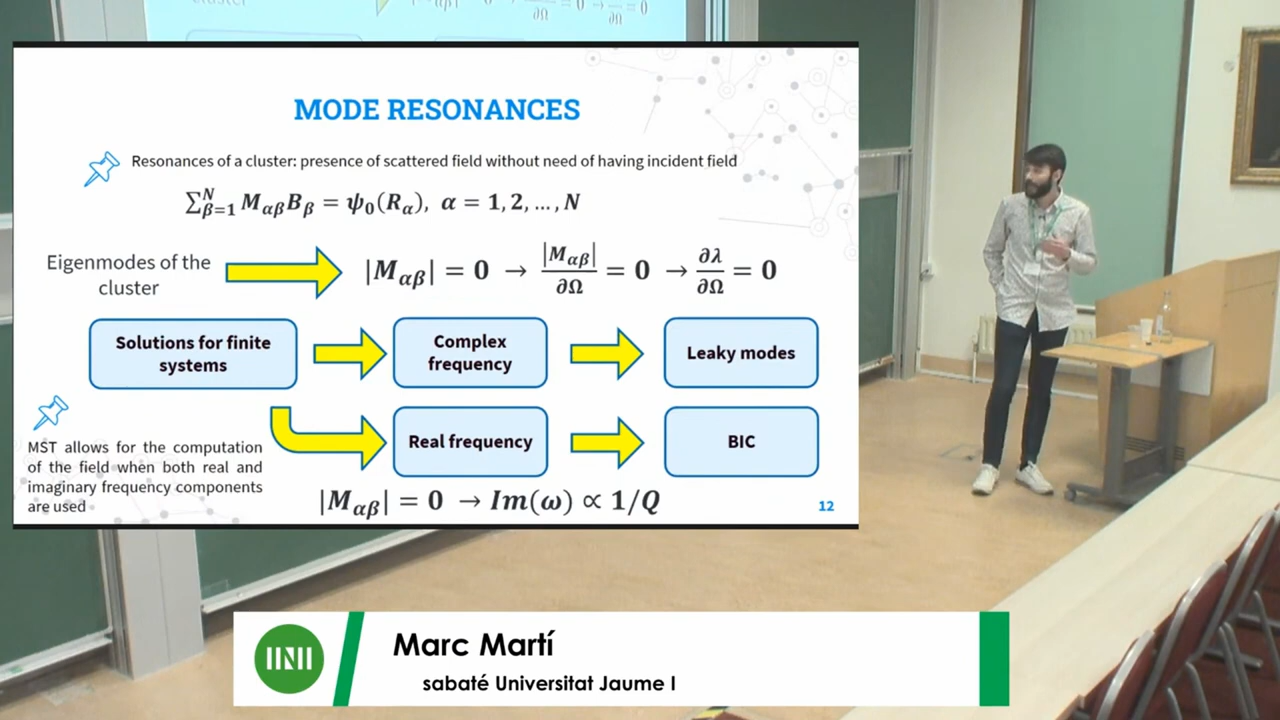 MODE RESONANCES
Resonances of a cluster: presence of scattered field without need of having incident field
∑_{β=1}^{N} M_{αβ}B_β = ψ_0(R_α), α = 1, 2, ..., N
Eigenmodes of the
cluster
|M_{αβ}| = 0 → |M_{αβ}|/∂Ω = 0 → ∂λ/∂Ω = 0
Solutions for finite
systems
Complex
frequency
Leaky modes
Real frequency
BIC
MST allows for the computation
of the field when both real and
imaginary frequency components
are used
|M_{αβ}| = 0 → Im(ω) ∝ 1/Q
12
Marc Martí
sabaté Universitat Jaume I